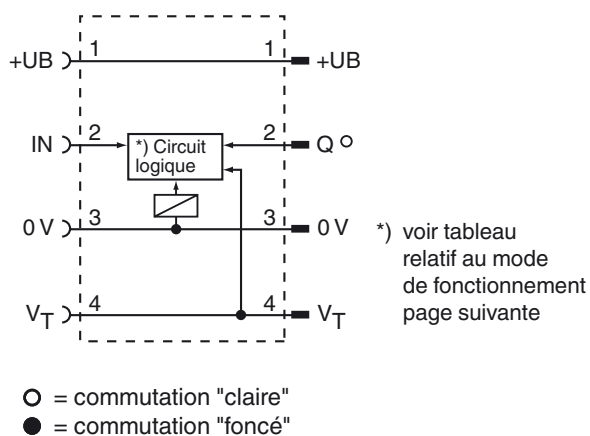 +UB 1 1 +UB
IN 2 *) Circuit logique 2 Q
0 V 3 3 0 V
*) voir tableau
relatif au mode
de fonctionnement
page suivante
VT 4 4 VT
= commutation "claire"
= commutation "foncé"